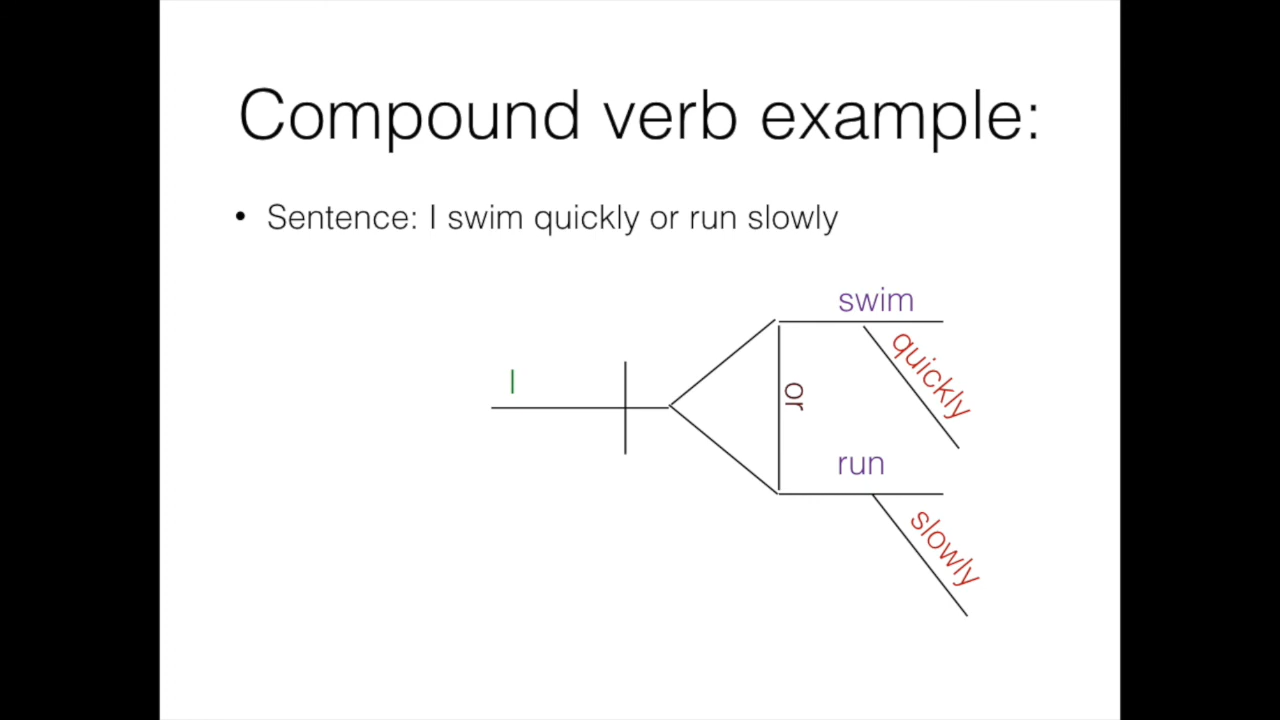 Compound verb example:
• Sentence: I swim quickly or run slowly
swim
quickly
I
or
run
slowly